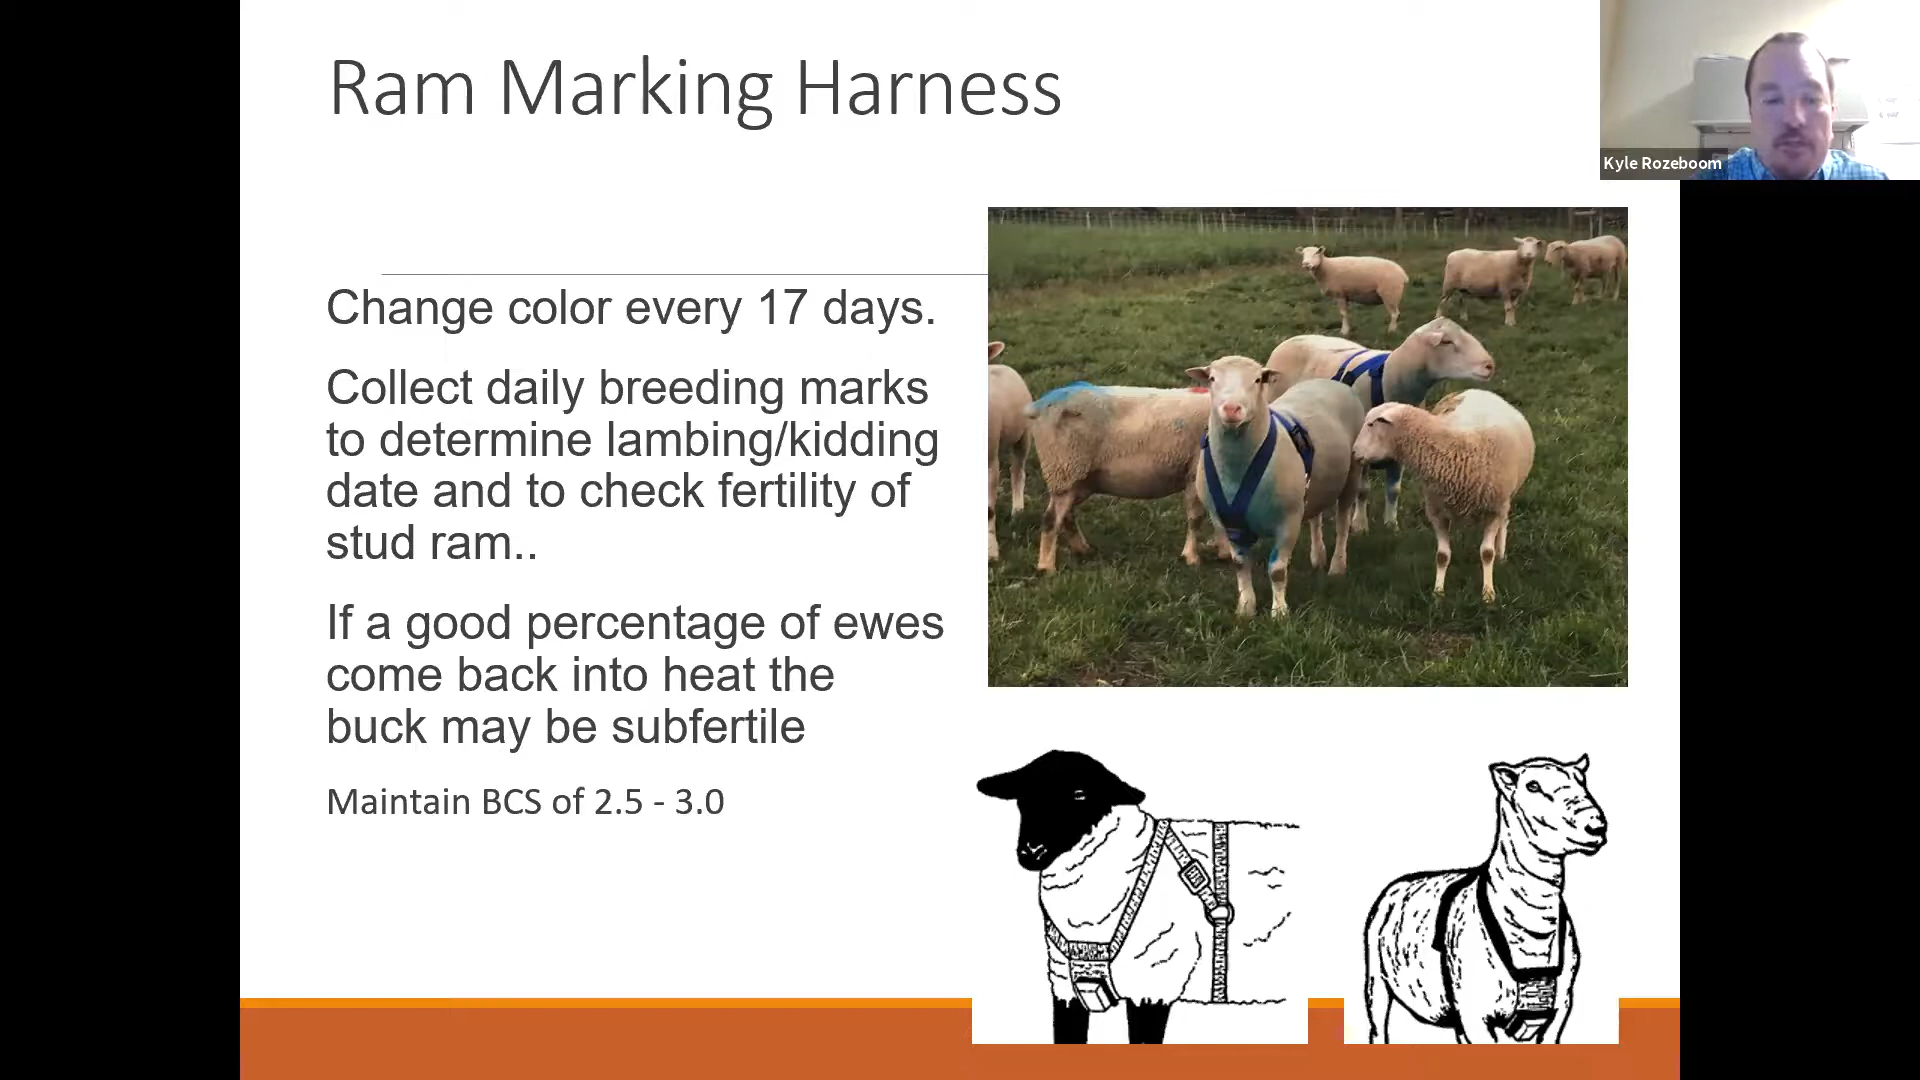 Ram Marking Harness
Kyle Rozeboom
Change color every 17 days.
Collect daily breeding marks
to determine lambing/kidding
date and to check fertility of
stud ram..
If a good percentage of ewes
come back into heat the
buck may be subfertile
Maintain BCS of 2.5 - 3.0